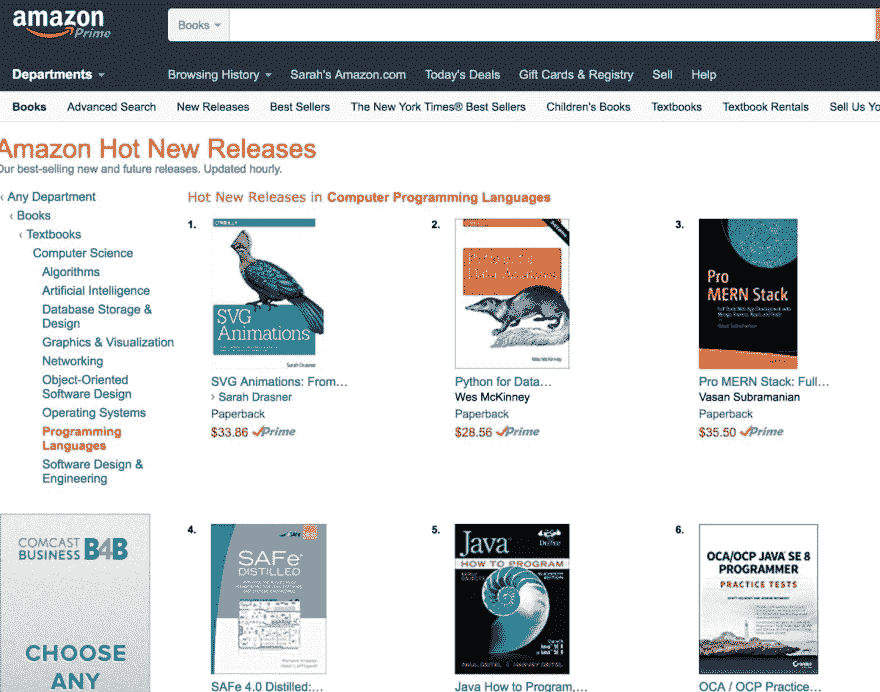 amazon
Prime
Books
Departments
Browsing History
Sarah's Amazon.com
Today's Deals
Gift Cards & Registry
Sell
Help
Books
Advanced Search
New Releases
Best Sellers
The New York Times® Best Sellers
Children's Books
Textbooks
Textbook Rentals
Sell Us Yo
Amazon Hot New Releases
Our best-selling new and future releases. Updated hourly.
‹ Any Department
‹ Books
‹ Textbooks
Computer Science
Algorithms
Artificial Intelligence
Database Storage &
Design
Graphics & Visualization
Networking
Object-Oriented
Software Design
Operating Systems
Programming
Languages
Software Design &
Engineering
COMCAST
BUSINESS B4B
CHOOSE
ANY
Hot New Releases in Computer Programming Languages
1.
O'REILLY
SVG
Animations
Sarah Drasner
SVG Animations: From...
› Sarah Drasner
Paperback
$33.86 Prime
2.
Python for
Data Analysis
Wes McKinney
Python for Data...
Wes McKinney
Paperback
$28.56 Prime
3.
Pro
MERN Stack
Vasan Subramanian
Pro MERN Stack: Full...
Vasan Subramanian
Paperback
$35.50 Prime
4.
SAFe
DISTILLED
SAFe 4.0 Distilled:...
5.
Java
HOW TO PROGRAM
PAUL DEITEL | HARVEY DEITEL
Java How to Program,...
6.
OCA/OCP JAVA SE 8
PROGRAMMER
PRACTICE TESTS
OCA / OCP Practice...